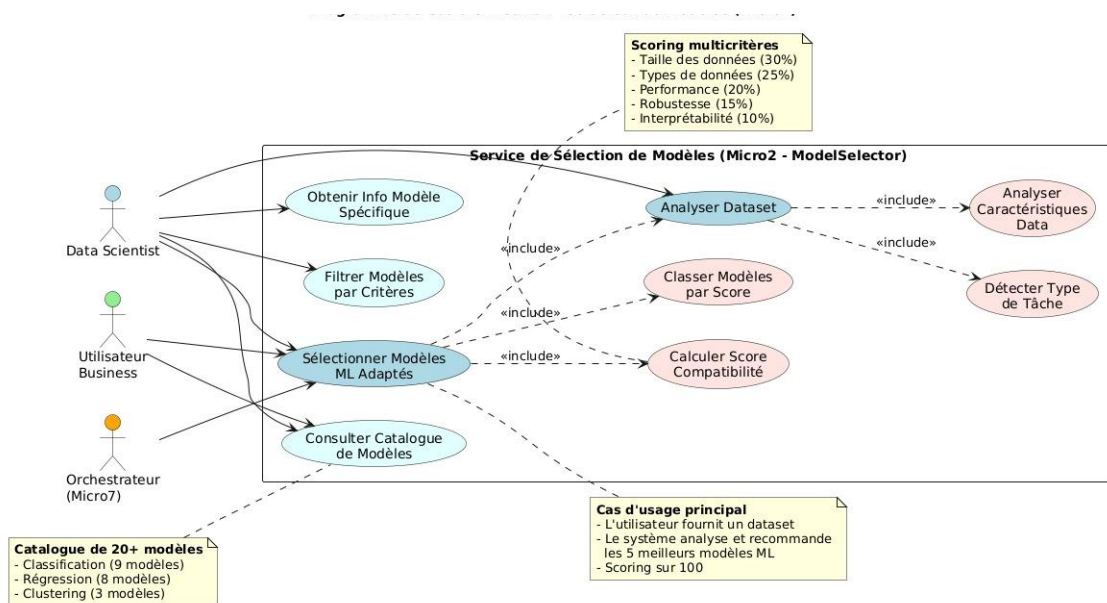 Scoring multicritères
- Taille des données (30%)
- Types de données (25%)
- Performance (20%)
- Robustesse (15%)
- Interprétabilité (10%)
Service de Sélection de Modèles (Micro2 - ModelSelector)
Data Scientist
Utilisateur
Business
Orchestrateur
(Micro7)
Obtenir Info Modèle
Spécifique
Filtrer Modèles
par Critères
Sélectionner Modèles
ML Adaptés
Consulter Catalogue
de Modèles
Analyser Dataset
Classer Modèles
par Score
Calculer Score
Compatibilité
«include»
«include»
«include»
«include»
«include»
Analyser
Caractéristiques
Data
Détecter Type
de Tâche
Cas d'usage principal
- L'utilisateur fournit un dataset
- Le système analyse et recommande
les 5 meilleurs modèles ML
- Scoring sur 100
Catalogue de 20+ modèles
- Classification (9 modèles)
- Régression (8 modèles)
- Clustering (3 modèles)